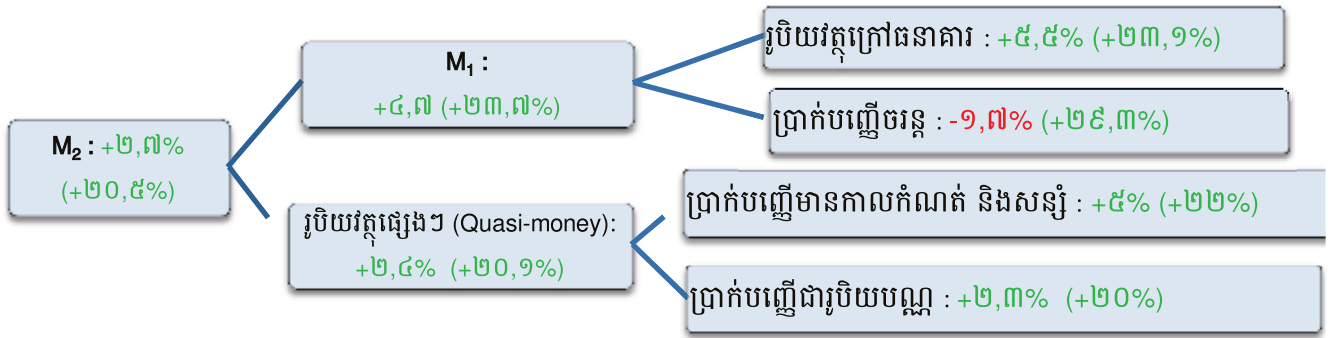 M₂ : +២,៧%
(+២០,៥%)
M₁ :
+៤,៧ (+២៣,៧%)
រូបិយវត្ថុផ្សេងៗ (Quasi-money):
+២,៤% (+២០,១%)
រូបិយវត្ថុក្រៅធនាគារ : +៥,៥% (+២៣,១%)
ប្រាក់បញ្ញើចរន្ត : -១,៧% (+២៩,៣%)
ប្រាក់បញ្ញើមានកាលកំណត់ និងសន្សំ : +៥% (+២២%)
ប្រាក់បញ្ញើជារូបិយបណ្ណ : +២,៣% (+២០%)